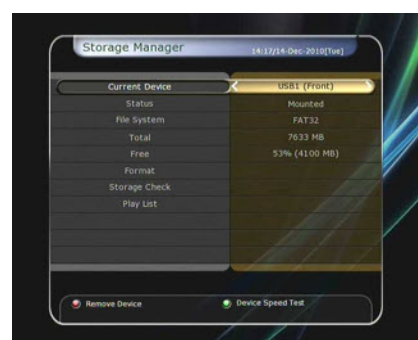 Storage Manager 14:17/14-Dec-2010[Tue]
Current Device USB1 (Front)
Status Mounted
File System FAT32
Total 7633 MB
Free 53% (4100 MB)
Format
Storage Check
Play List
Remove Device Device Speed Test